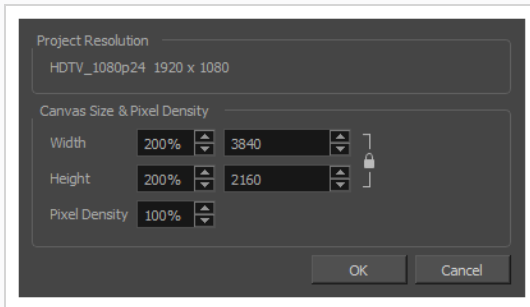 Project Resolution
HDTV_1080p24 1920 x 1080
Canvas Size & Pixel Density
Width 200% 3840
Height 200% 2160
Pixel Density 100%
OK Cancel